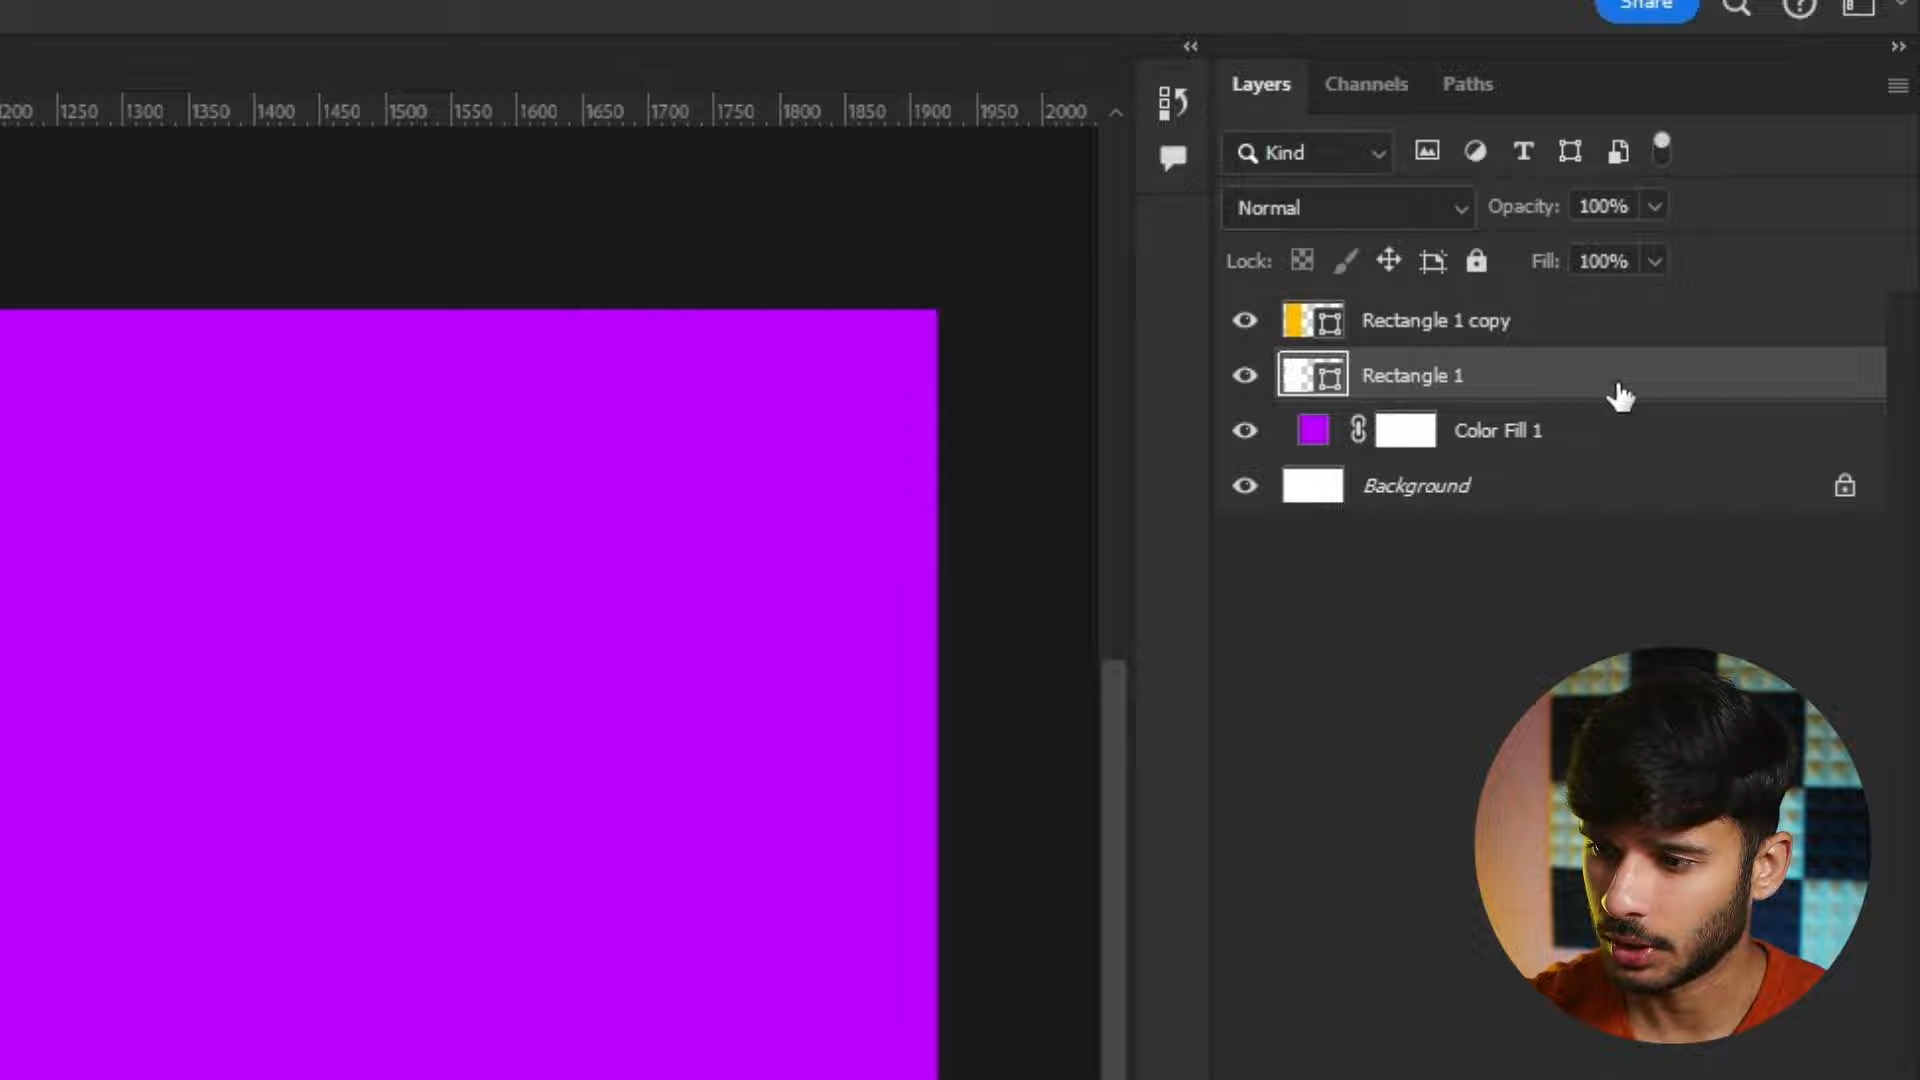 Share
1250 1300 1350 1400 1450 1500 1550 1600 1650 1700 1750 1800 1850 1900 1950 2000
Layers Channels Paths
Kind
Normal Opacity: 100%
Lock: Fill: 100%
Rectangle 1 copy
Rectangle 1
Color Fill 1
Background